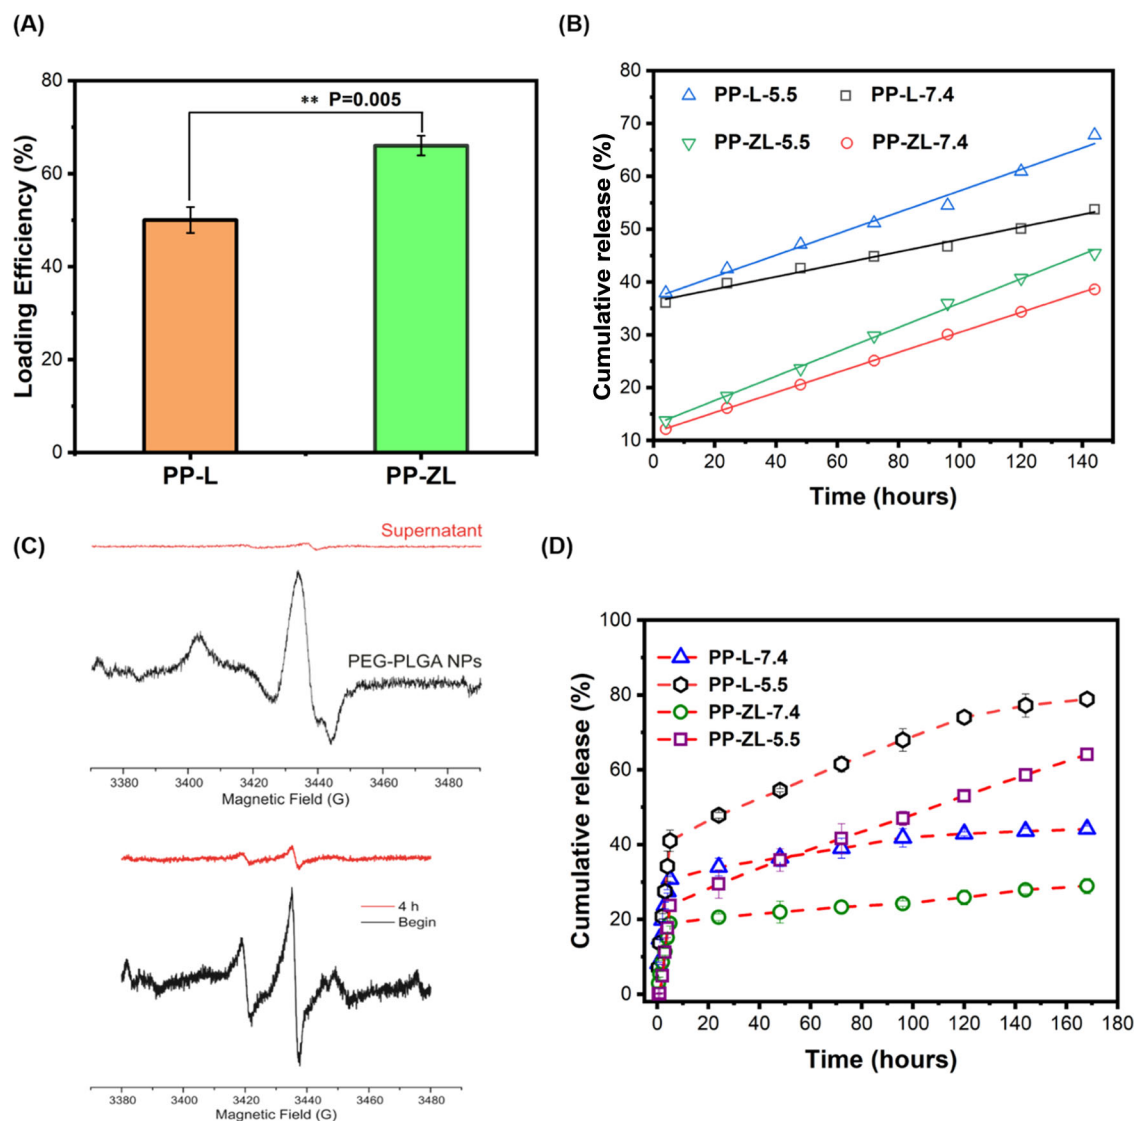 (A)
80
60
40
20
0
Loading Efficiency (%)
** P=0.005
PP-L
PP-ZL
(B)
80
70
60
50
40
30
20
10
Cumulative release (%)
PP-L-5.5
PP-L-7.4
PP-ZL-5.5
PP-ZL-7.4
0 20 40 60 80 100 120 140
Time (hours)
(C)
Supernatant
PEG-PLGA NPs
3380 3400 3420 3440 3460 3480
Magnetic Field (G)
4 h
Begin
3380 3400 3420 3440 3460 3480
Magnetic Field (G)
(D)
100
80
60
40
20
0
Cumulative release (%)
PP-L-7.4
PP-L-5.5
PP-ZL-7.4
PP-ZL-5.5
0 20 40 60 80 100 120 140 160 180
Time (hours)